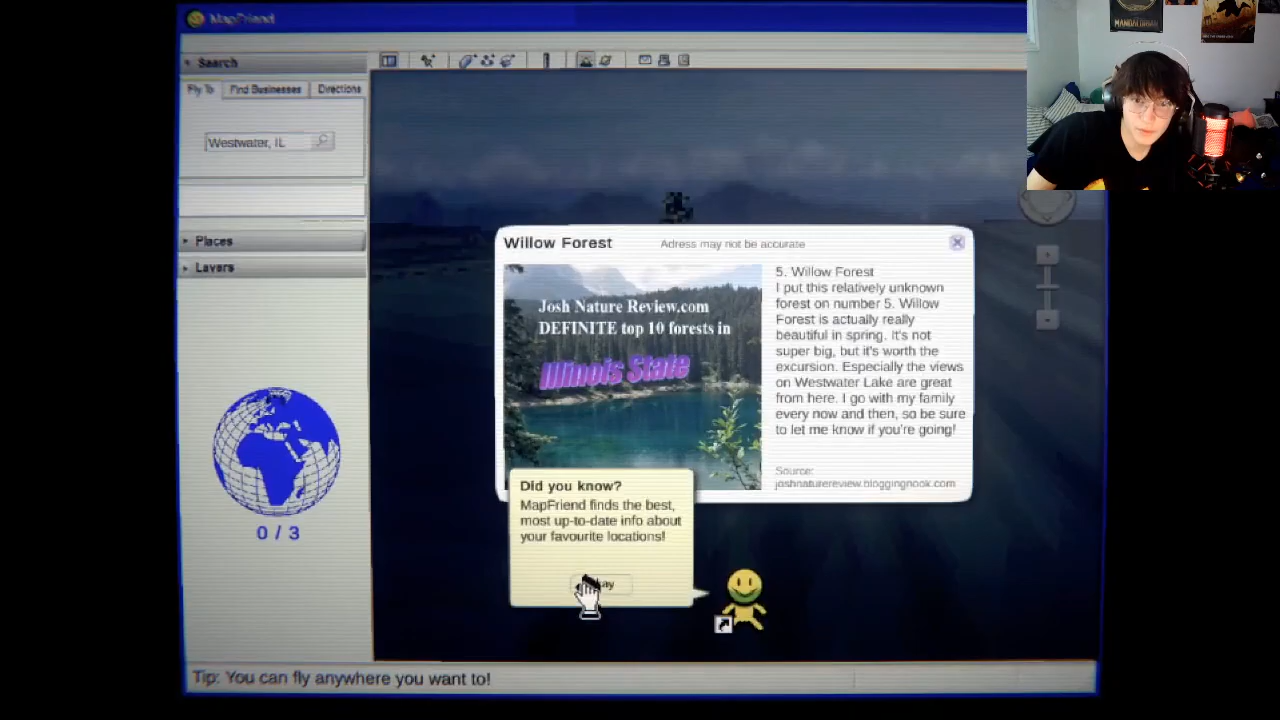 MapFriend
Search
Fly To
Find Businesses
Directions
Westwater, IL
Places
Layers
0 / 3
Willow Forest
Adress may not be accurate
Josh Nature Review.com
DEFINITE top 10 forests in
Illinois State
5. Willow Forest
I put this relatively unknown
forest on number 5. Willow
Forest is actually really
beautiful in spring. It's not
super big, but it's worth the
excursion. Especially the views
on Westwater Lake are great
from here. I go with my family
every now and then, so be sure
to let me know if you're going!
Source:
joshnaturereview.bloggingnook.com
Did you know?
MapFriend finds the best,
most up-to-date info about
your favourite locations!
Tip: You can fly anywhere you want to!
MANDALORIAN